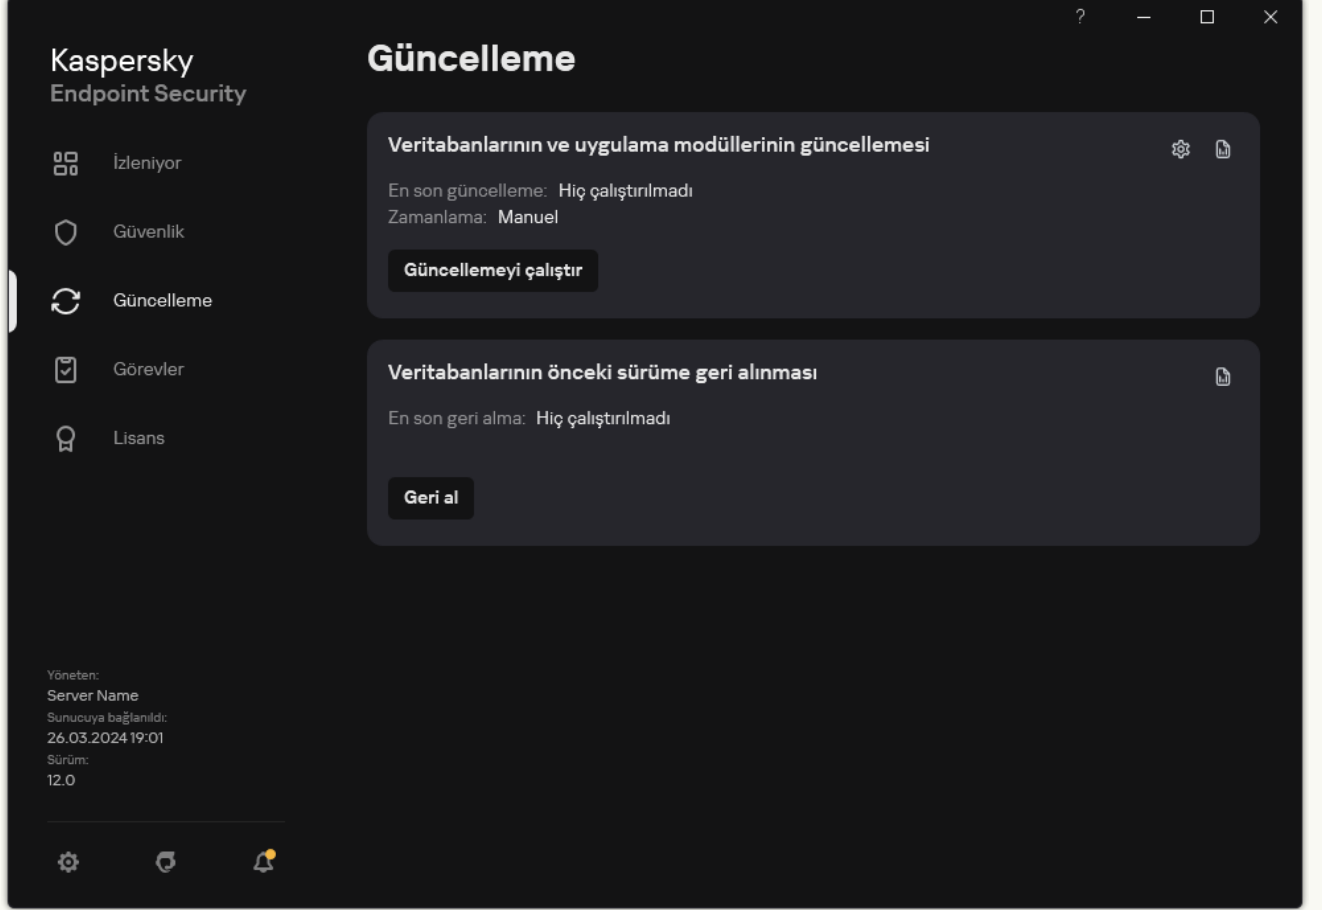 ?
Kaspersky
Endpoint Security
İzleniyor
Güvenlik
Güncelleme
Görevler
Lisans
Yöneten:
Server Name
Sunucuya bağlanıldı:
26.03.2024 19:01
Sürüm:
12.0
Güncelleme
Veritabanlarının ve uygulama modüllerinin güncellemesi
En son güncelleme: Hiç çalıştırılmadı
Zamanlama: Manuel
Güncellemeyi çalıştır
Veritabanlarının önceki sürüme geri alınması
En son geri alma: Hiç çalıştırılmadı
Geri al